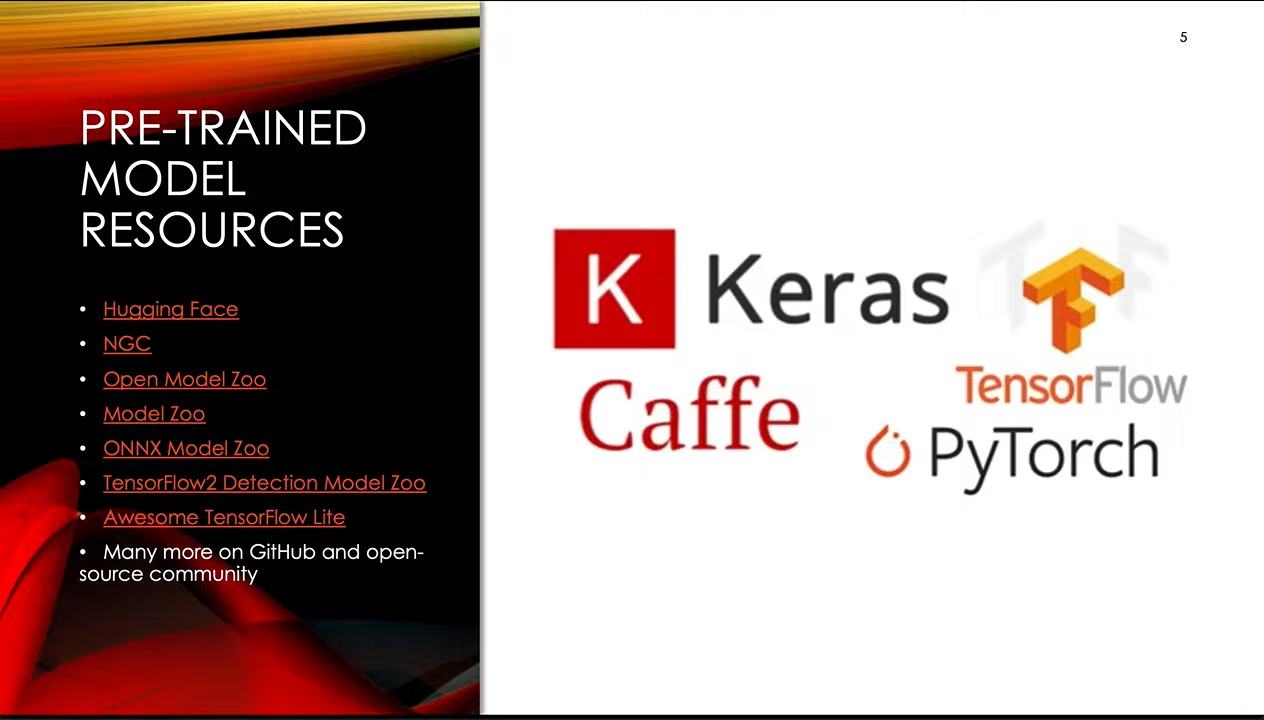 5
PRE-TRAINED
MODEL
RESOURCES
• Hugging Face
• NGC
• Open Model Zoo
• Model Zoo
• ONNX Model Zoo
• TensorFlow2 Detection Model Zoo
• Awesome TensorFlow Lite
• Many more on GitHub and open-
source community
K Keras
TF
TensorFlow
Caffe
PyTorch